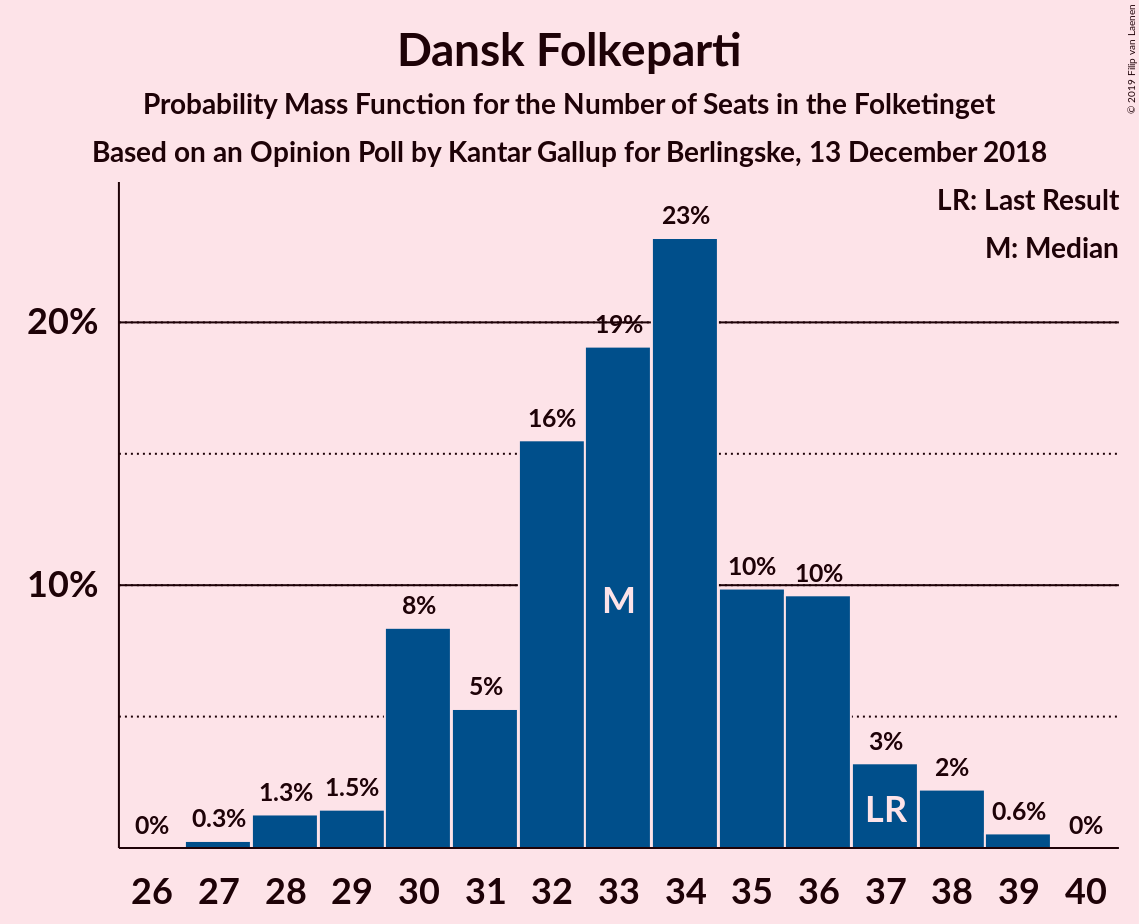 Dansk Folkeparti
Probability Mass Function for the Number of Seats in the Folketinget
Based on an Opinion Poll by Kantar Gallup for Berlingske, 13 December 2018
© 2019 Filip van Laenen
LR: Last Result
M: Median
20%
10%
0%
0.3%
1.3%
1.5%
8%
5%
16%
19%
23%
10%
10%
3%
2%
0.6%
0%
M
LR
26 27 28 29 30 31 32 33 34 35 36 37 38 39 40